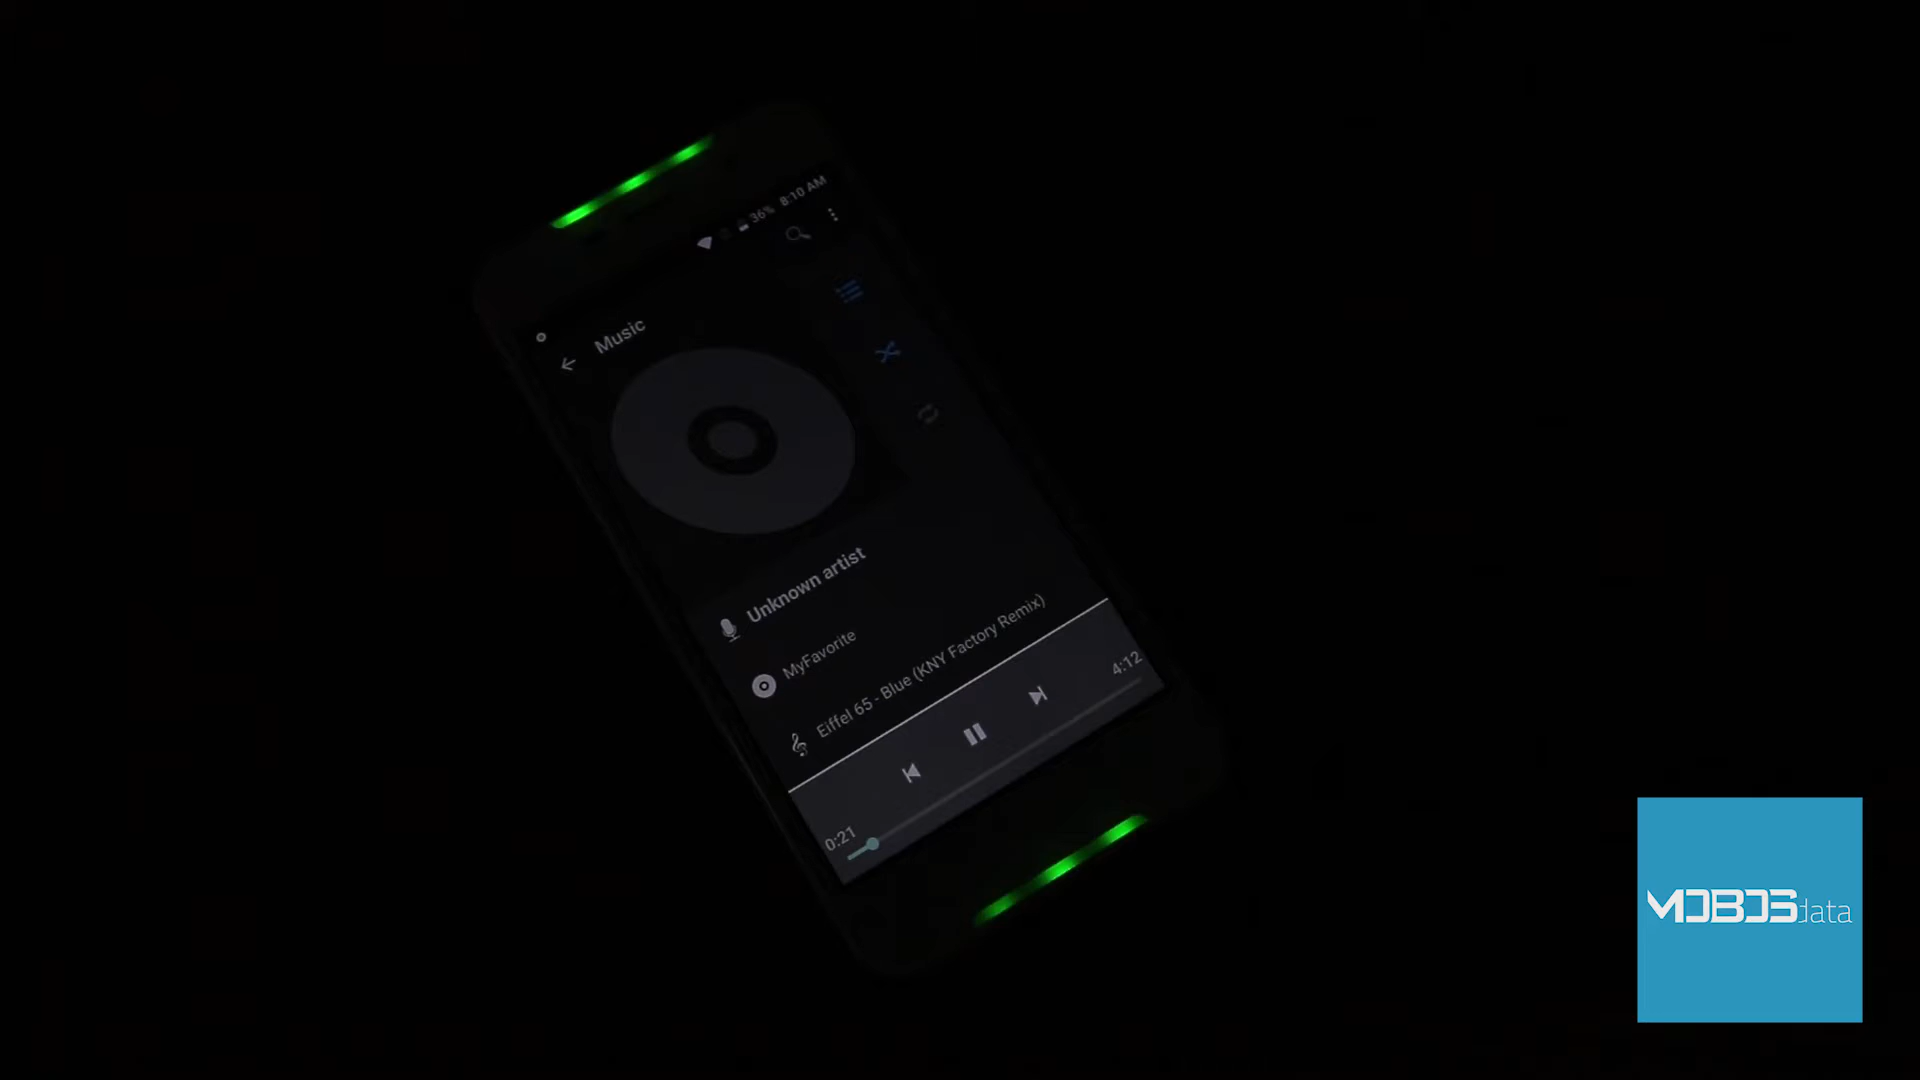 36% 8:10 AM
Music
Unknown artist
MyFavorite
Eiffel 65 - Blue (KNY Factory Remix)
0:21
4:12
MOBOSdata